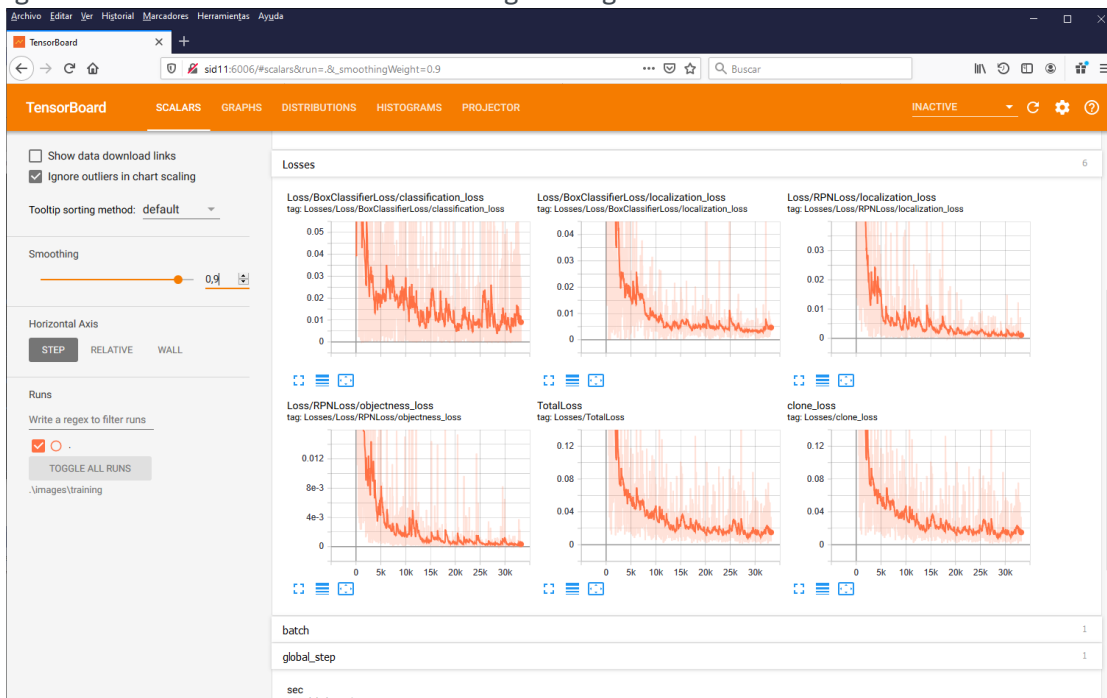 Archivo Editar Ver Historial Marcadores Herramientas Ayuda
TensorBoard
sid11:6006/#scalars&run=.&_smoothingWeight=0.9
Buscar
TensorBoard SCALARS GRAPHS DISTRIBUTIONS HISTOGRAMS PROJECTOR INACTIVE
Show data download links
Ignore outliers in chart scaling
Tooltip sorting method: default
Smoothing
0,9
Horizontal Axis
STEP RELATIVE WALL
Runs
Write a regex to filter runs
.
TOGGLE ALL RUNS
.\images\training
Losses 6
Loss/BoxClassifierLoss/classification_loss
tag: Losses/Loss/BoxClassifierLoss/classification_loss
0.05
0.04
0.03
0.02
0.01
0
Loss/BoxClassifierLoss/localization_loss
tag: Losses/Loss/BoxClassifierLoss/localization_loss
0.04
0.03
0.02
0.01
0
Loss/RPNLoss/localization_loss
tag: Losses/Loss/RPNLoss/localization_loss
0.03
0.02
0.01
0
Loss/RPNLoss/objectness_loss
tag: Losses/Loss/RPNLoss/objectness_loss
0.012
8e-3
4e-3
0
0 5k 10k 15k 20k 25k 30k
TotalLoss
tag: Losses/TotalLoss
0.12
0.08
0.04
0
0 5k 10k 15k 20k 25k 30k
clone_loss
tag: Losses/clone_loss
0.12
0.08
0.04
0
0 5k 10k 15k 20k 25k 30k
batch 1
global_step 1
sec